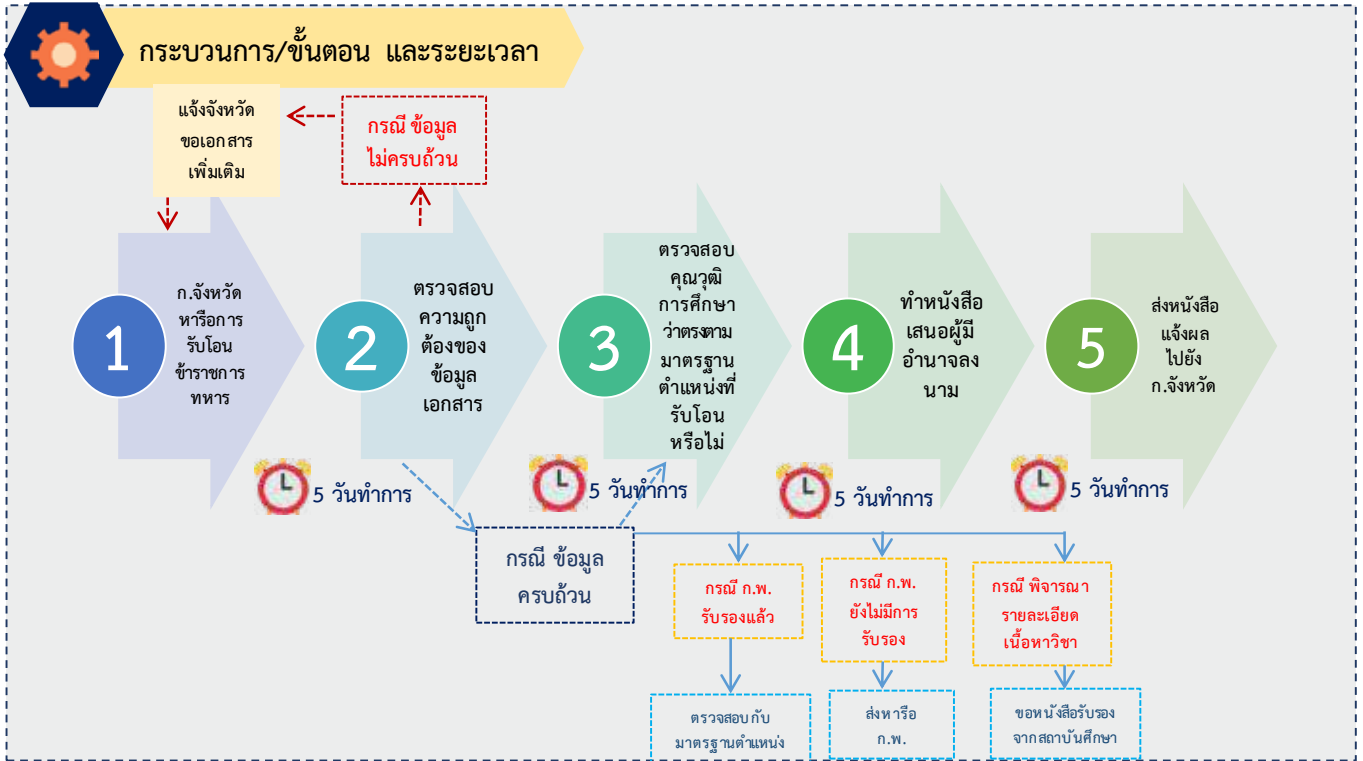 กระบวนการ/ขั้นตอน และระยะเวลา
แจ้งจังหวัด
ขอเอกสาร
เพิ่มเติม
กรณี ข้อมูล
ไม่ครบถ้วน
1
ก.จังหวัด
หารือการ
รับโอน
ข้าราชการ
ทหาร
2
ตรวจสอบ
ความถูก
ต้องของ
ข้อมูล
เอกสาร
3
ตรวจสอบ
คุณวุฒิ
การศึกษา
ว่าตรงตาม
มาตรฐาน
ตำแหน่งที่
รับโอน
หรือไม่
4
ทำหนังสือ
เสนอผู้มี
อำนาจลง
นาม
5
ส่งหนังสือ
แจ้งผล
ไปยัง
ก.จังหวัด
5 วันทำการ
5 วันทำการ
5 วันทำการ
5 วันทำการ
กรณี ข้อมูล
ครบถ้วน
กรณี ก.พ.
รับรองแล้ว
กรณี ก.พ.
ยังไม่มีการ
รับรอง
กรณี พิจารณา
รายละเอียด
เนื้อหาวิชา
ตรวจสอบกับ
มาตรฐานตำแหน่ง
ส่งหารือ
ก.พ.
ขอหนังสือรับรอง
จากสถาบันศึกษา